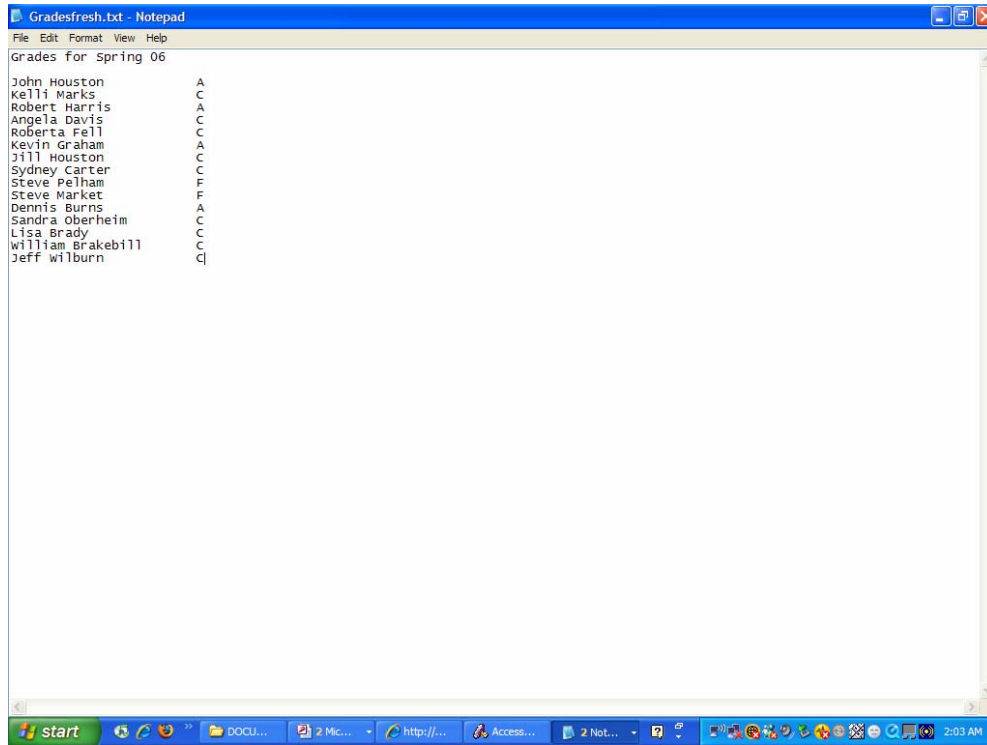 Gradesfresh.txt - Notepad
File Edit Format View Help
Grades for Spring 06
John Houston A
Kelli Marks C
Robert Harris A
Angela Davis C
Roberta Fell C
Kevin Graham A
Jill Houston C
Sydney Carter C
Steve Pelham F
Steve Market F
Dennis Burns A
Sandra Oberheim C
Lisa Brady C
William Brakebill C
Jeff Wilburn C
start » DOCU... 2 Mic... http://... Access... 2 Not... 2:03 AM